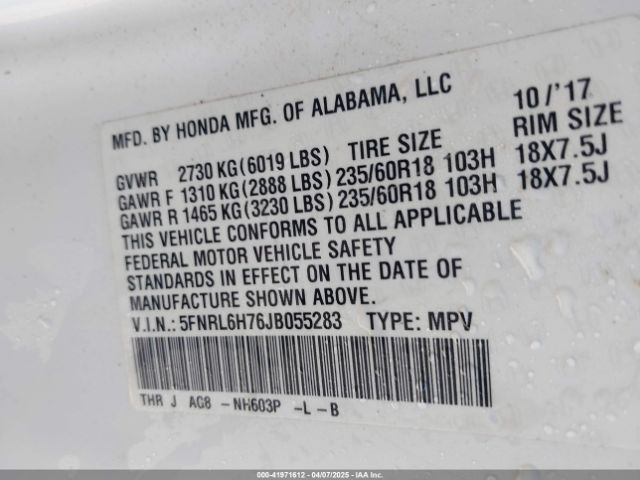 MFD. BY HONDA MFG. OF ALABAMA, LLC 10/'17
GVWR 2730 KG(6019 LBS) TIRE SIZE RIM SIZE
GAWR F 1310 KG(2888 LBS)235/60R18 103H 18X7.5J
GAWR R 1465 KG(3230 LBS)235/60R18 103H 18X7.5J
THIS VEHICLE CONFORMS TO ALL APPLICABLE
FEDERAL MOTOR VEHICLE SAFETY
STANDARDS IN EFFECT ON THE DATE OF
MANUFACTURE SHOWN ABOVE.
V.I.N.: 5FNRL6H76JB055283 TYPE: MPV
THR J AG8 - NH603P -L - B
000-41971612 - 04/07/2025 - IAA TRADEMARK